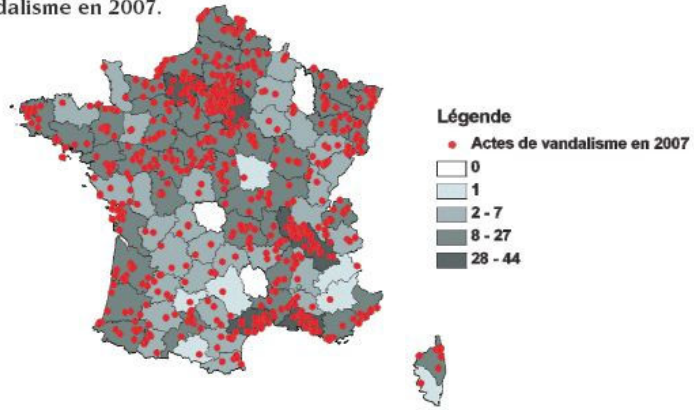 dalisme en 2007.
Légende
Actes de vandalisme en 2007
0
1
2 - 7
8 - 27
28 - 44